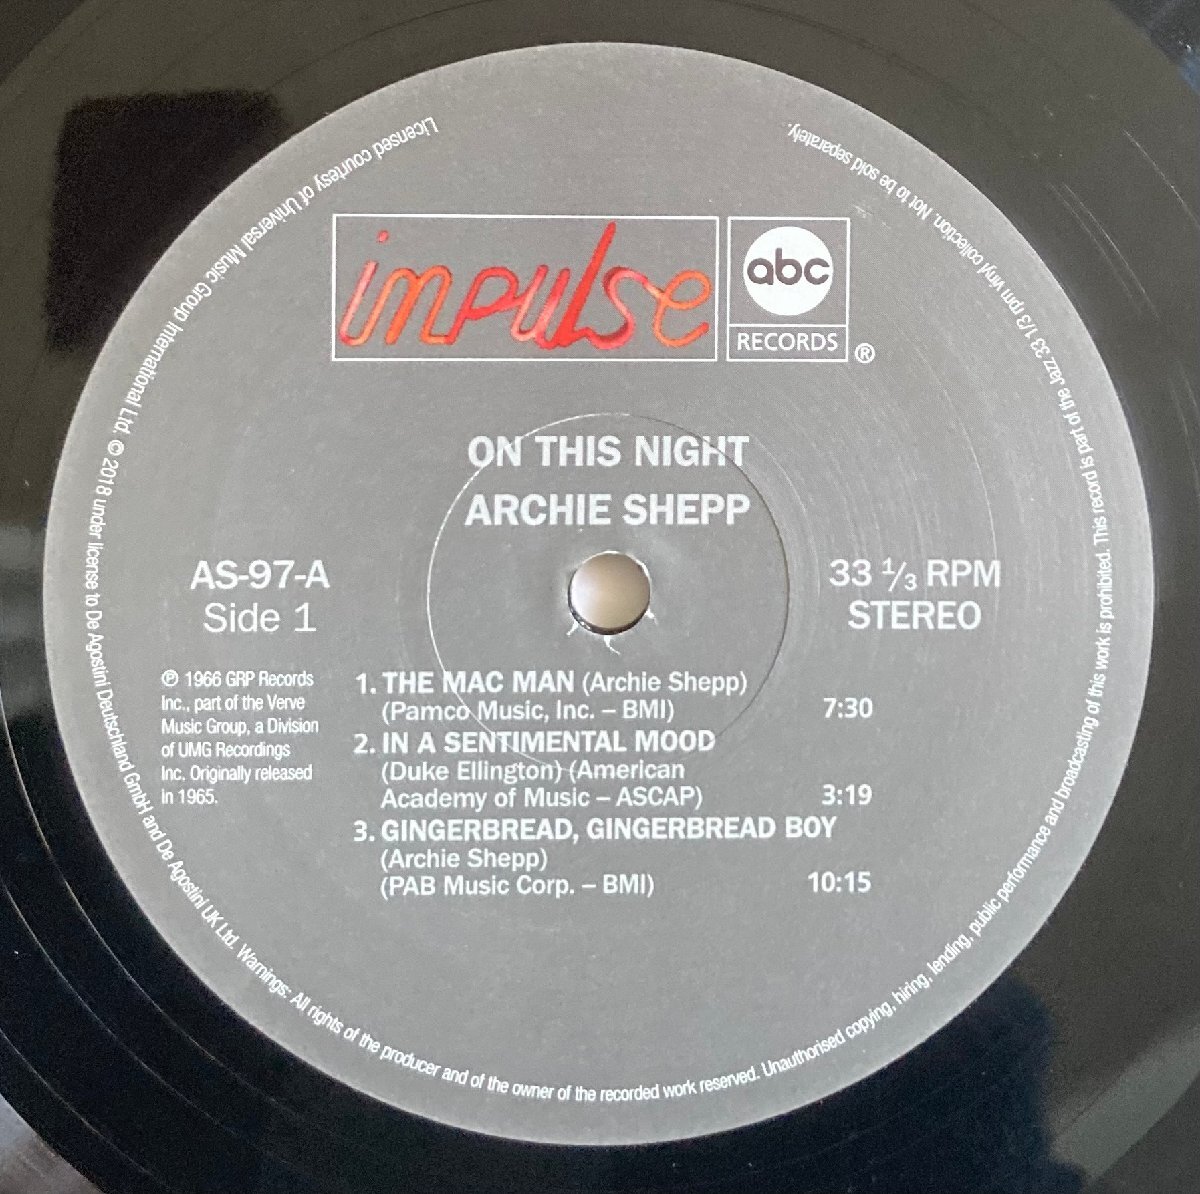 impulse
abc
RECORDS ®
ON THIS NIGHT
ARCHIE SHEPP
AS-97-A
Side 1
33 ⅓ RPM
STEREO
℗ 1966 GRP Records
Inc., part of the Verve
Music Group, a Division
of UMG Recordings
Inc. Originally released
in 1965.
1. THE MAC MAN (Archie Shepp)
(Pamco Music, Inc. – BMI) 7:30
2. IN A SENTIMENTAL MOOD
(Duke Ellington) (American
Academy of Music – ASCAP) 3:19
3. GINGERBREAD, GINGERBREAD BOY
(Archie Shepp)
(PAB Music Corp. – BMI) 10:15
Licensed courtesy of Universal Music Group International Ltd. © 2018 under license to De Agostini Deutschland GmbH and De Agostini UK Ltd. Warnings: All rights of the producer and of the owner of the recorded work reserved. Unauthorised copying, hiring, lending, public performance and broadcasting of this work is prohibited. This record is part of the Jazz 33 1/3 rpm vinyl collection. Not to be sold separately.